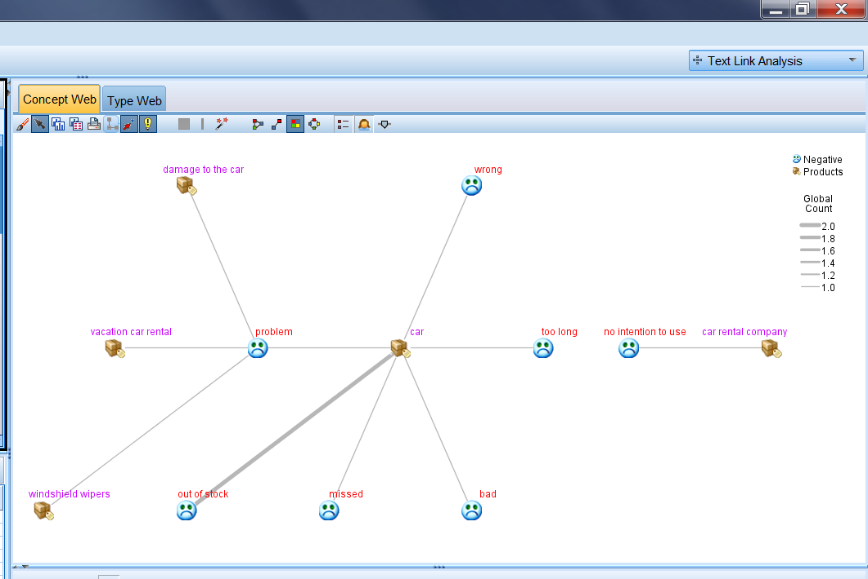 Text Link Analysis
Concept Web
Type Web
damage to the car
wrong
Negative
Products
Global
Count
2.0
1.8
1.6
1.4
1.2
1.0
vacation car rental
problem
car
too long
no intention to use
car rental company
windshield wipers
out of stock
missed
bad